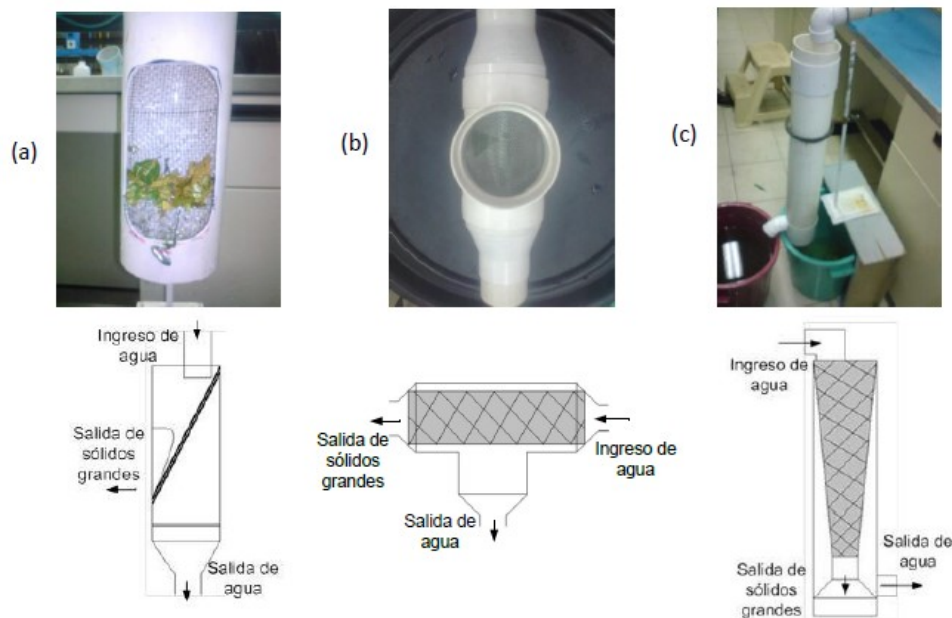 (a)
(b)
(c)
Ingreso de
agua
Salida de
sólidos
grandes
Salida de agua
Salida de
sólidos
grandes
Ingreso de
agua
Salida de
agua
Ingreso de
agua
Salida de
agua
Salida de
sólidos
grandes